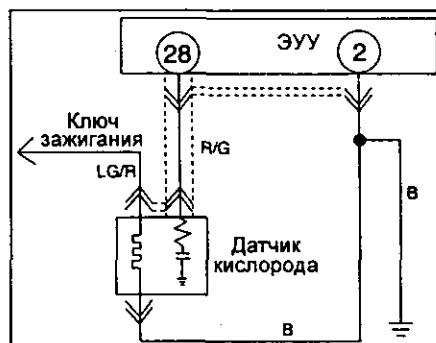 28
ЭУУ
2
Ключ
зажигания
LG/R
R/G
B
Датчик
кислорода
B